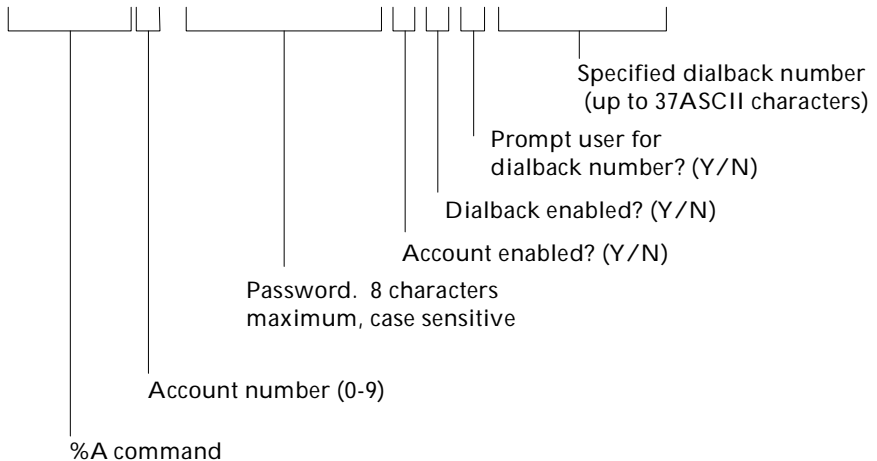 Specified dialback number
(up to 37ASCII characters)
Prompt user for
dialback number? (Y/N)
Dialback enabled? (Y/N)
Account enabled? (Y/N)
Password. 8 characters
maximum, case sensitive
Account number (0-9)
%A command